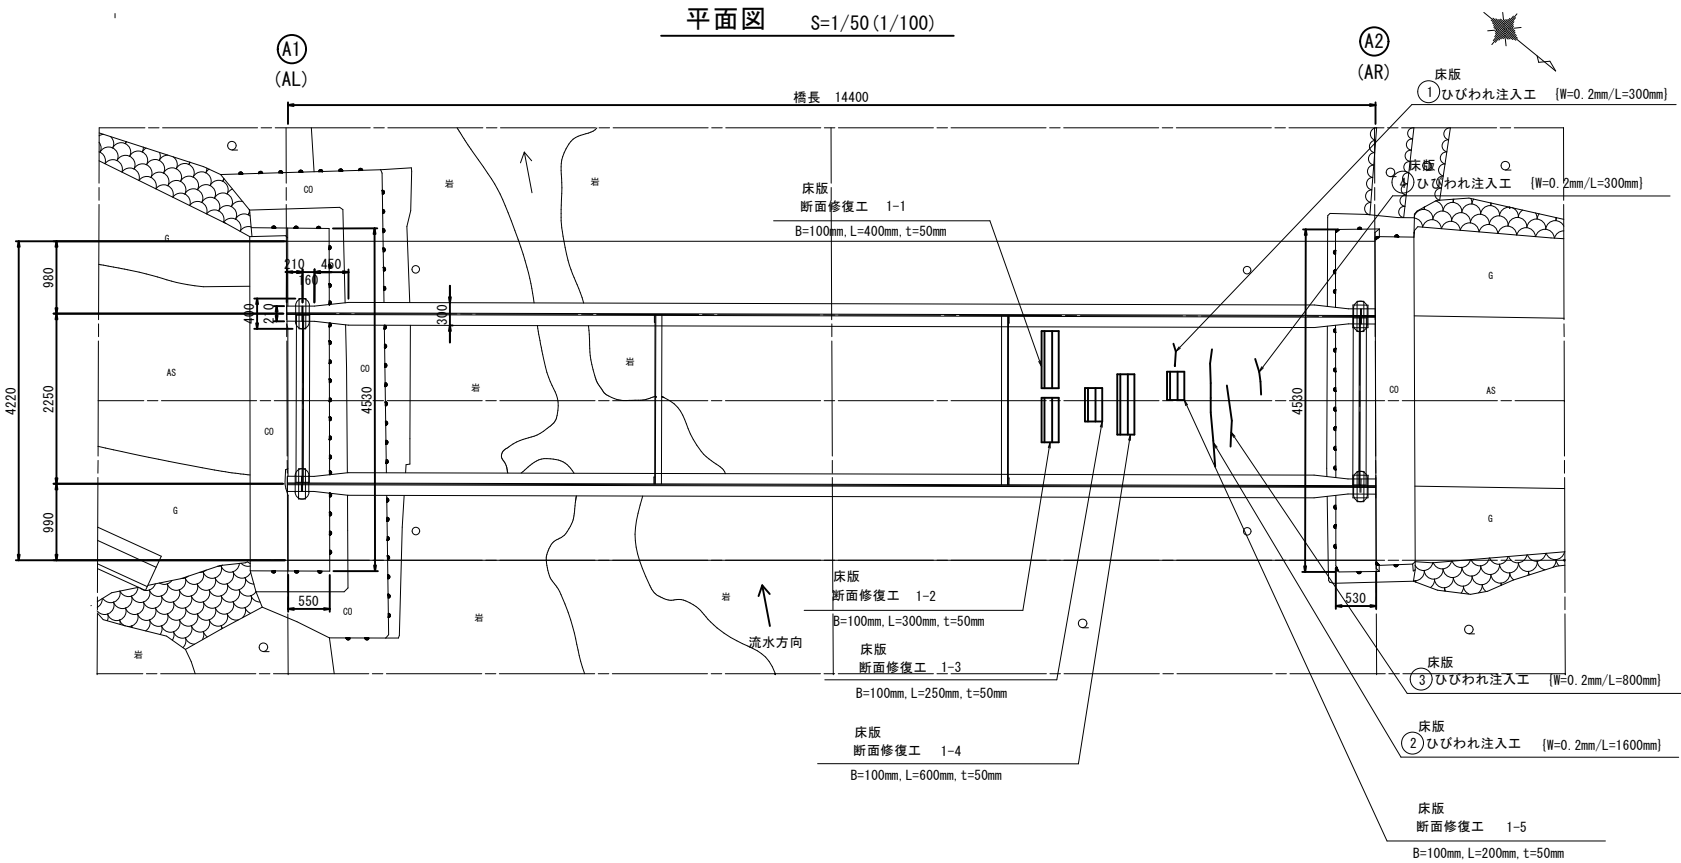 平面図 S=1/50(1/100)
A1
(AL)
A2
(AR)
橋長 14400
床版
①ひびわれ注入工 {W=0.2mm/L=300mm}
床版
④ひびわれ注入工 {W=0.2mm/L=300mm}
床版
断面修復工 1-1
B=100mm, L=400mm, t=50mm
CO
岩
岩
G
G
210
450
160
980
400
210
300
岩
AS
CO
岩
4220
2250
4530
4530
CO
AS
CO
990
G
G
550
CO
岩
岩
岩
流水方向
530
床版
断面修復工 1-2
B=100mm, L=300mm, t=50mm
床版
断面修復工 1-3
B=100mm, L=250mm, t=50mm
床版
③ひびわれ注入工 {W=0.2mm/L=800mm}
床版
②ひびわれ注入工 {W=0.2mm/L=1600mm}
床版
断面修復工 1-4
B=100mm, L=600mm, t=50mm
床版
断面修復工 1-5
B=100mm, L=200mm, t=50mm